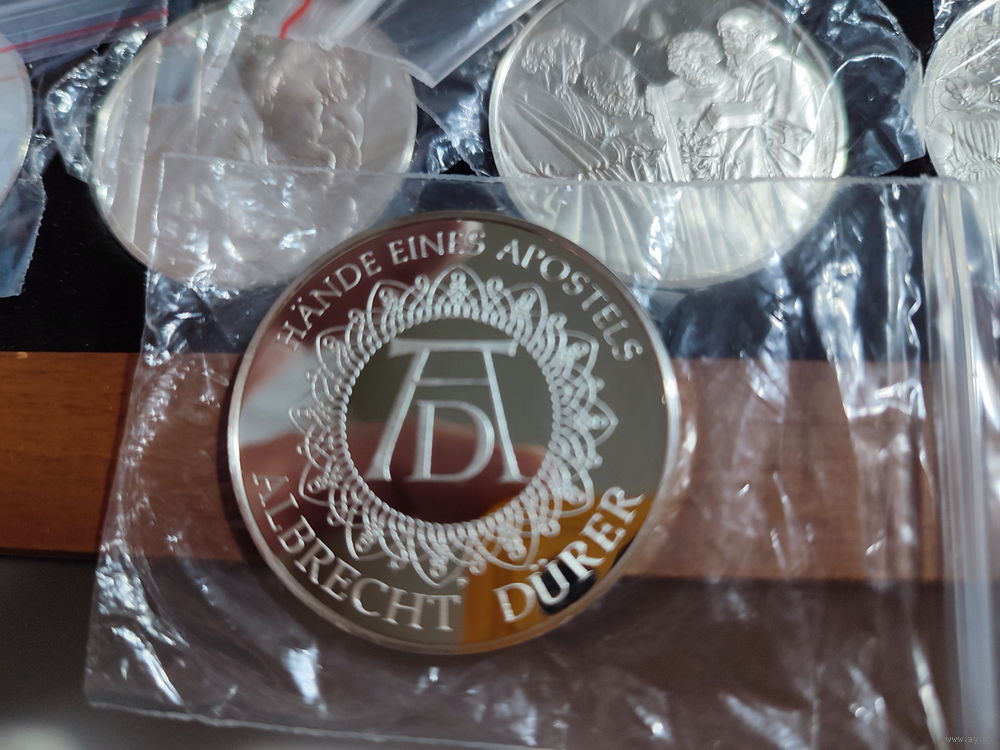 HÄNDE EINES APOSTELS
AD
ALBRECHT DÜRER